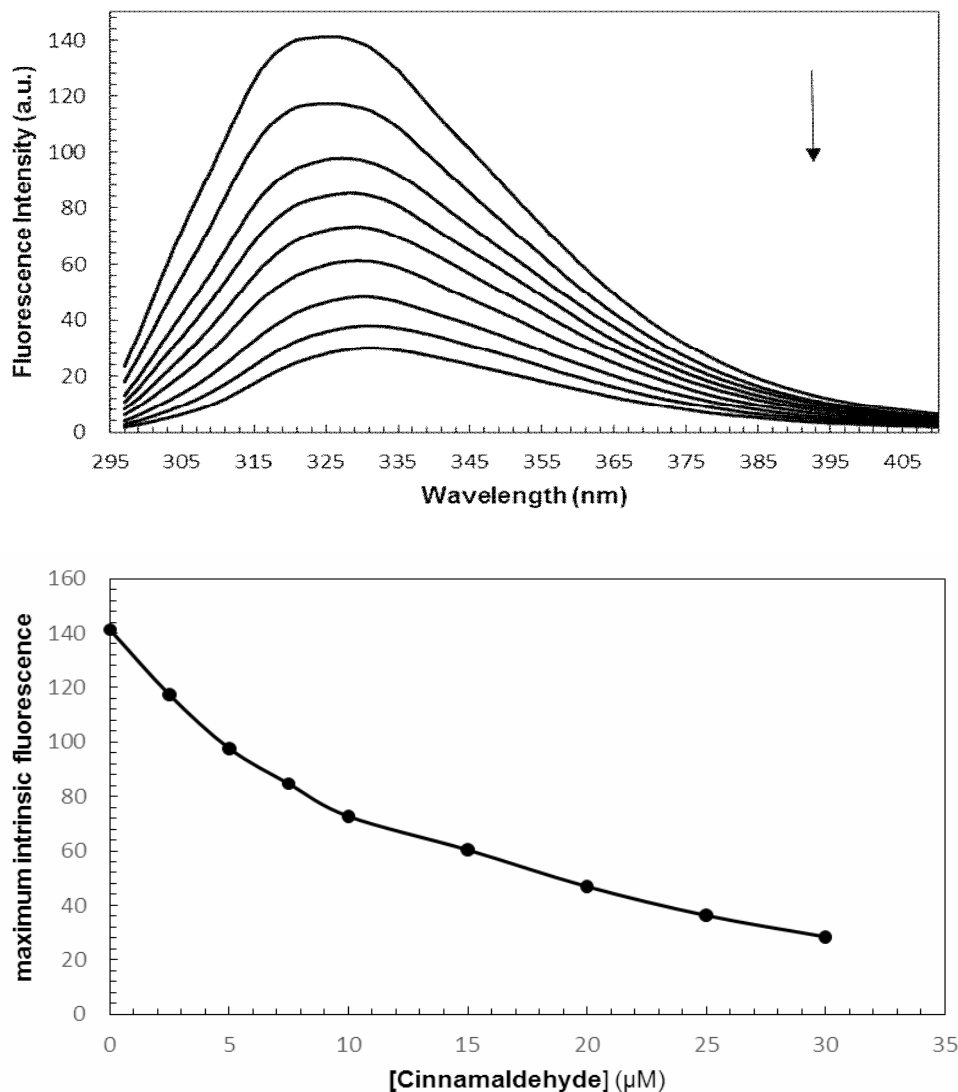 140
120
100
80
60
40
20
0
Fluorescence Intensity (a.u.)
295 305 315 325 335 345 355 365 375 385 395 405
Wavelength (nm)
160
140
120
100
80
60
40
20
0
maximum intrinsic fluorescence
0 5 10 15 20 25 30 35
[Cinnamaldehyde] (µM)